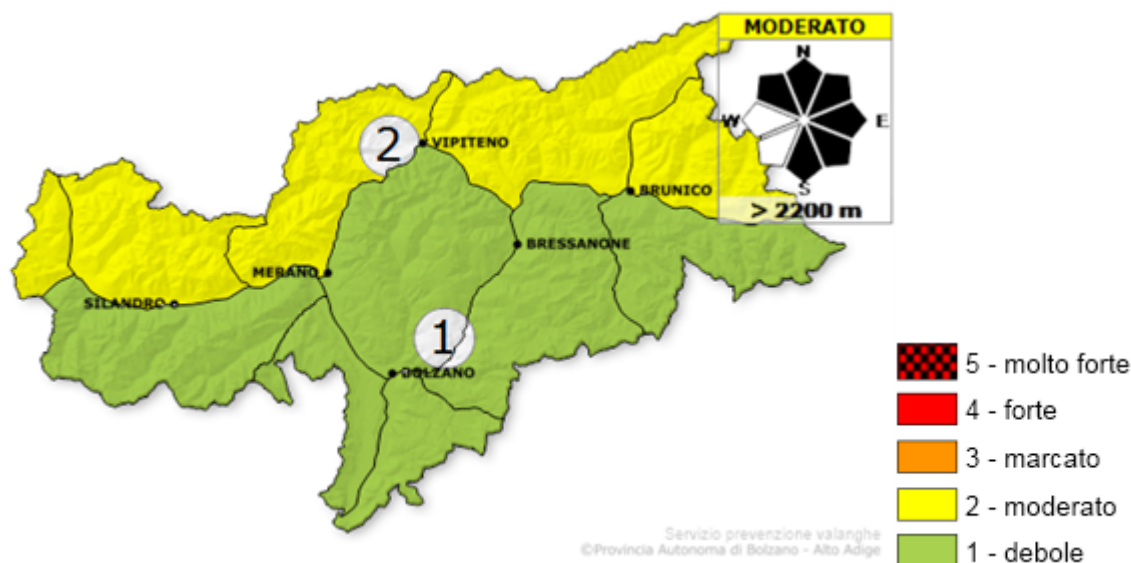 MODERATO
N
W E
S
> 2200 m
2
VIPITENO
BRUNICO
BRESSANONE
MERANO
SILANDRO
1
BOLZANO
5 - molto forte
4 - forte
3 - marcato
2 - moderato
1 - debole
Servizio prevenzione valanghe
©Provincia Autonoma di Bolzano - Alto Adige